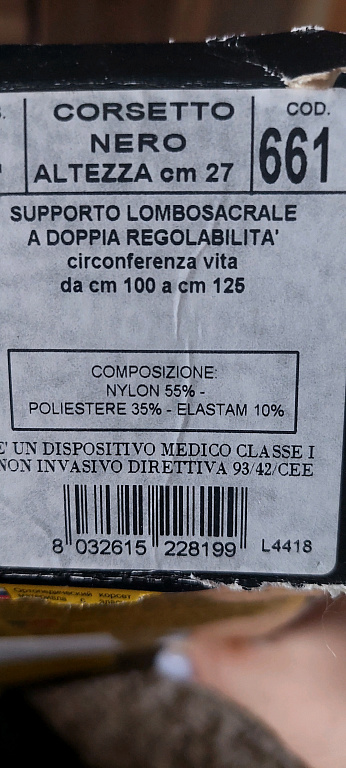 CORSETTO
NERO
ALTEZZA cm 27
COD.
661
SUPPORTO LOMBOSACRALE
A DOPPIA REGOLABILITA'
circonferenza vita
da cm 100 a cm 125
COMPOSIZIONE:
NYLON 55% -
POLIESTERE 35% - ELASTAM 10%
E' UN DISPOSITIVO MEDICO CLASSE I
NON INVASIVO DIRETTIVA 93/42/CEE
8 032615 228199
L4418
Ортопедический корсет